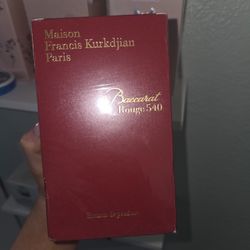 Maison
Francis Kurkdjian
Paris
Baccarat
Rouge 540